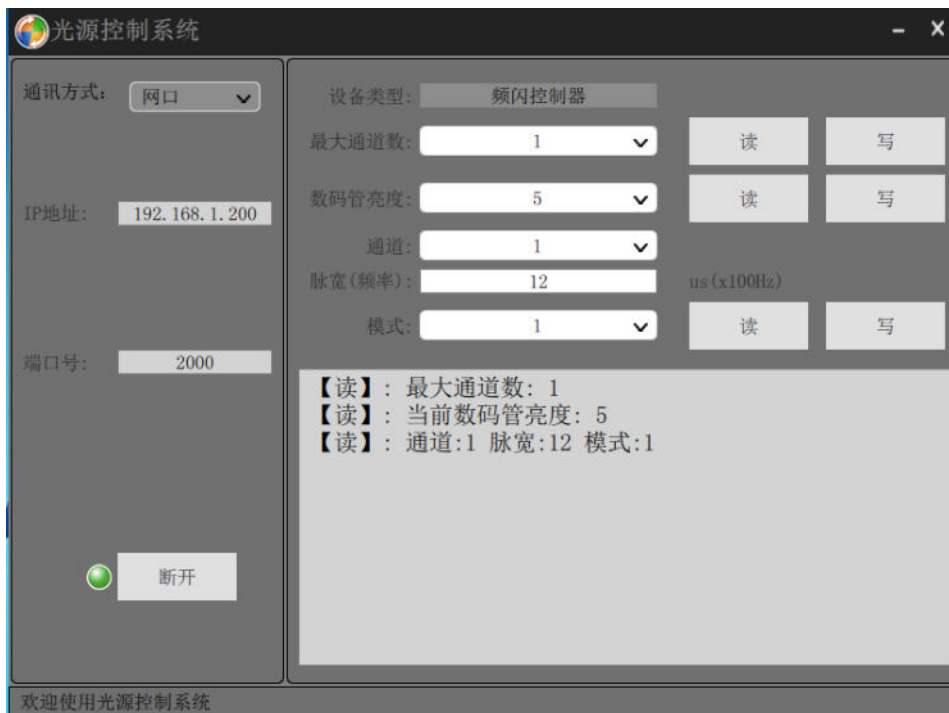 光源控制系统
通讯方式: 网口
IP地址: 192.168.1.200
端口号: 2000
断开
设备类型: 频闪控制器
最大通道数: 1 读 写
数码管亮度: 5 读 写
通道: 1
脉宽(频率): 12 us(x100Hz)
模式: 1 读 写
【读】: 最大通道数: 1
【读】: 当前数码管亮度: 5
【读】: 通道:1 脉宽:12 模式:1
欢迎使用光源控制系统